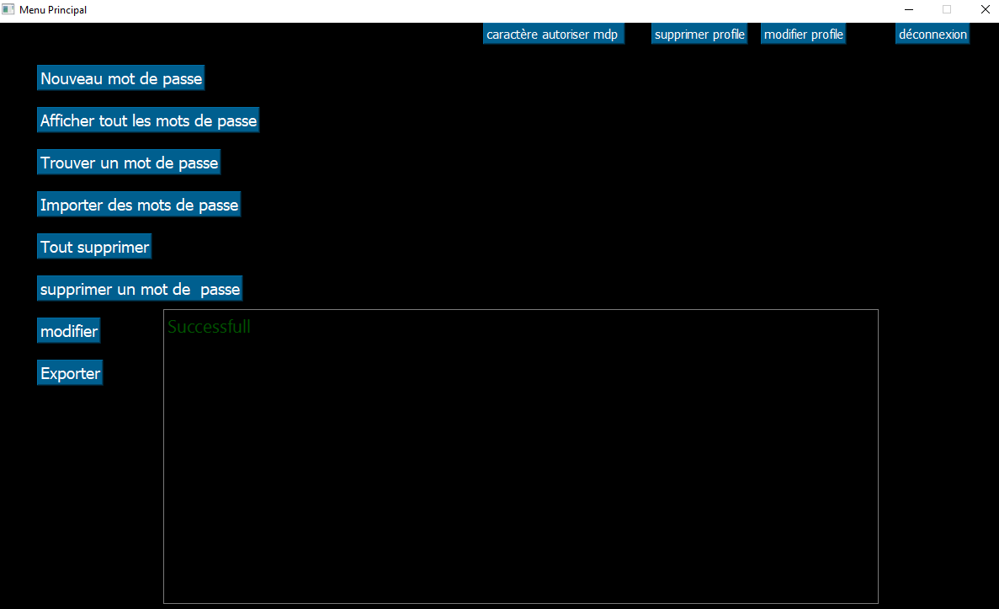 Menu Principal
caractère autoriser mdp
supprimer profile
modifier profile
déconnexion
Nouveau mot de passe
Afficher tout les mots de passe
Trouver un mot de passe
Importer des mots de passe
Tout supprimer
supprimer un mot de  passe
modifier
Successfull
Exporter